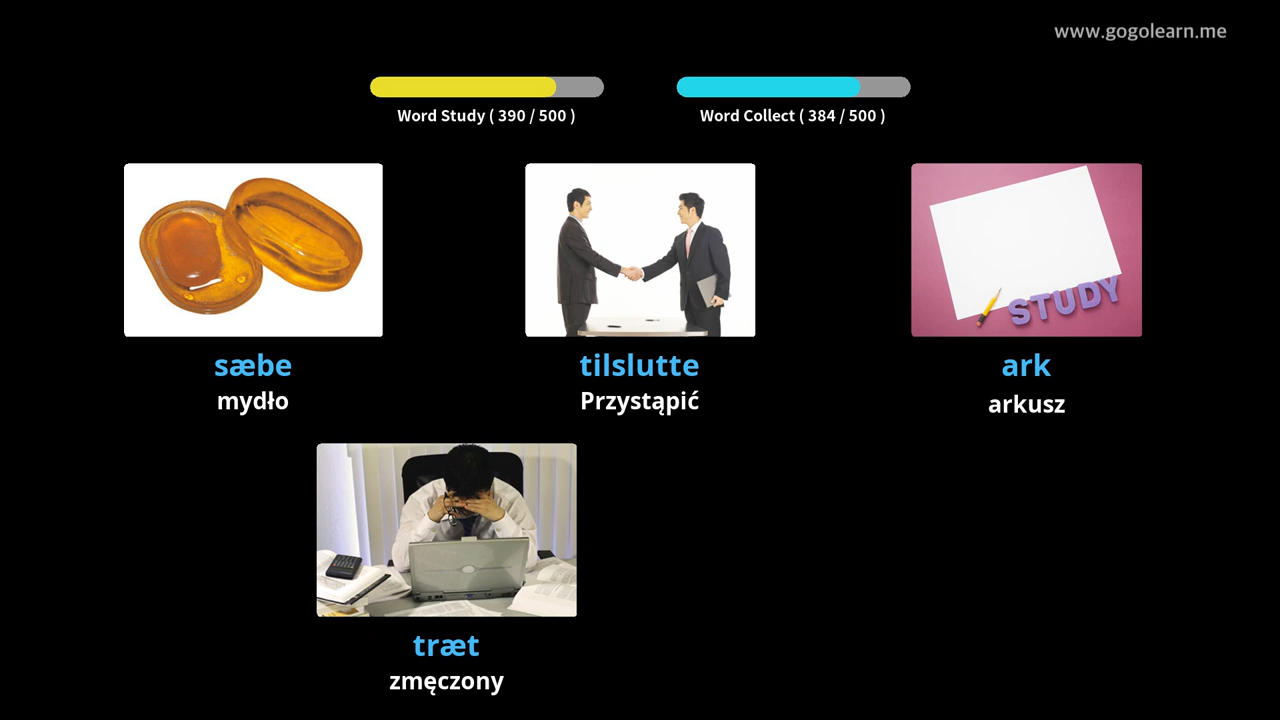 www.gogolearn.me
Word Study ( 390 / 500 )
Word Collect ( 384 / 500 )
STUDY
sæbe
mydło
tilslutte
Przystąpić
ark
arkusz
træt
zmęczony